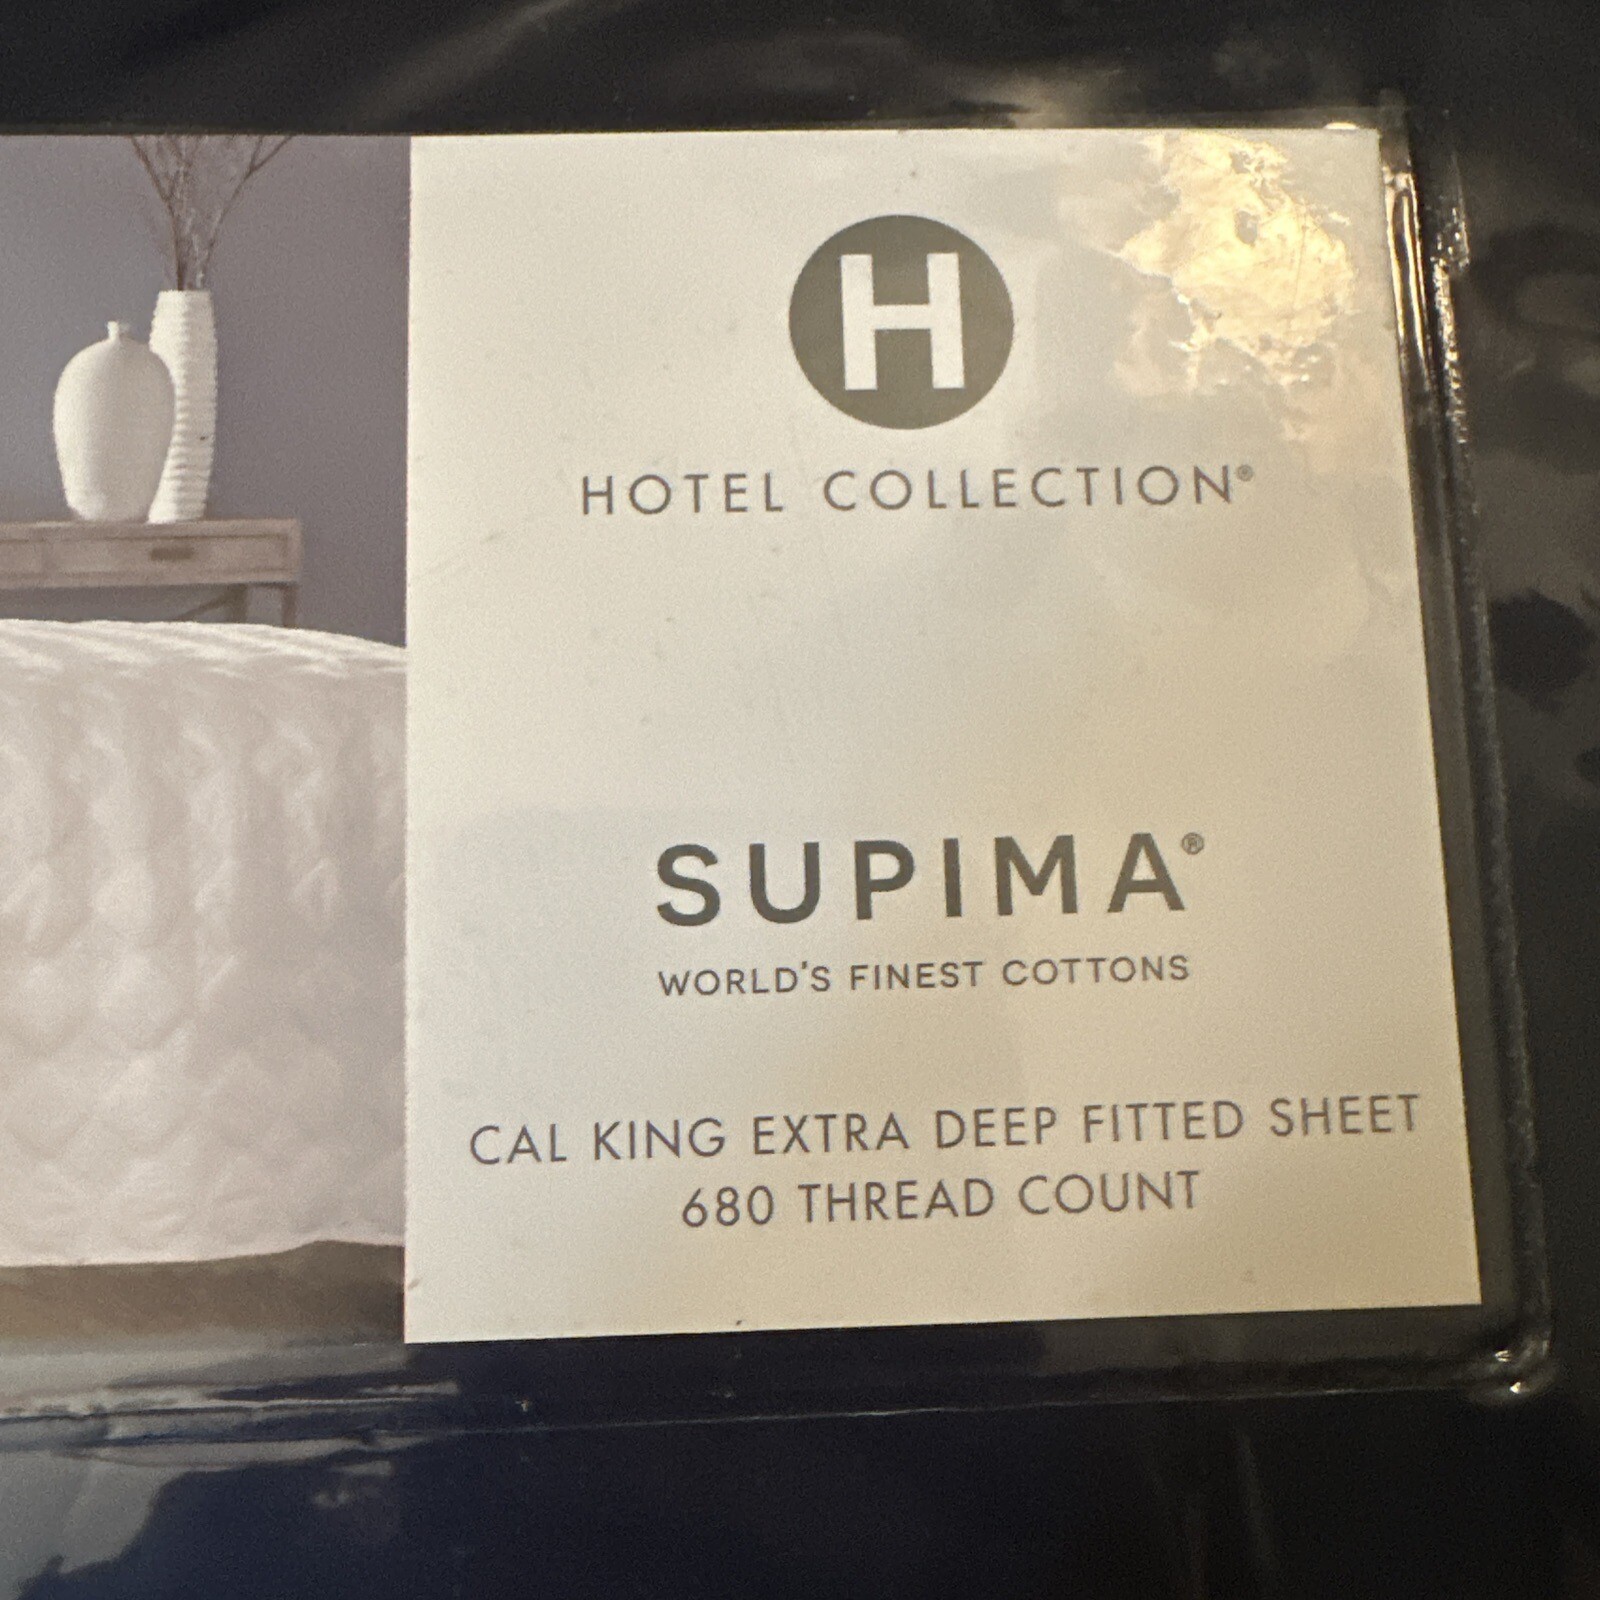 H
HOTEL COLLECTION®
SUPIMA®
WORLD'S FINEST COTTONS
CAL KING EXTRA DEEP FITTED SHEET
680 THREAD COUNT